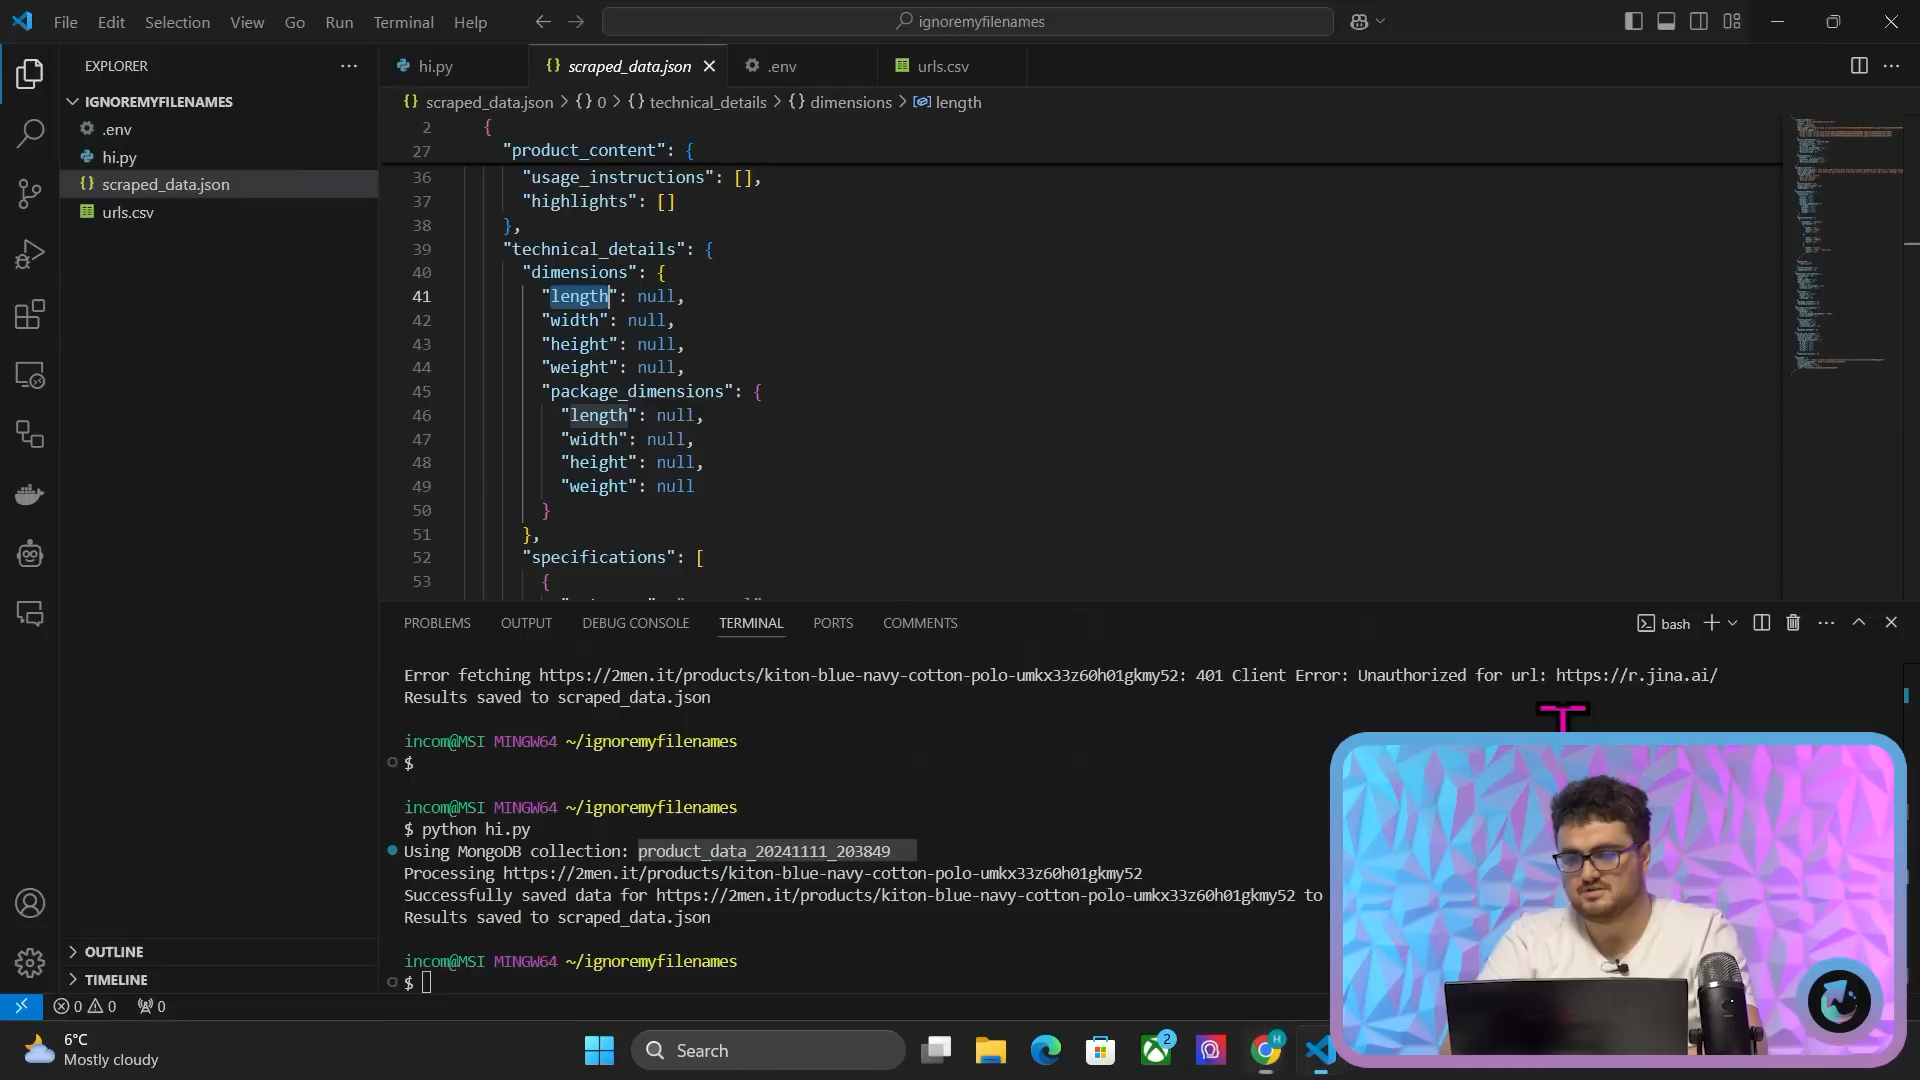 File Edit Selection View Go Run Terminal Help
ignoremyfilenames
EXPLORER
IGNOREMYFILENAMES
.env
hi.py
scraped_data.json
urls.csv
OUTLINE
TIMELINE
hi.py
scraped_data.json
.env
urls.csv
scraped_data.json > {} 0 > {} technical_details > {} dimensions > length
2 {
27 "product_content": {
36 "usage_instructions": [],
37 "highlights": []
38 },
39 "technical_details": {
40 "dimensions": {
41 "length": null,
42 "width": null,
43 "height": null,
44 "weight": null,
45 "package_dimensions": {
46 "length": null,
47 "width": null,
48 "height": null,
49 "weight": null
50 }
51 },
52 "specifications": [
53 {
PROBLEMS OUTPUT DEBUG CONSOLE TERMINAL PORTS COMMENTS
bash
Error fetching https://2men.it/products/kiton-blue-navy-cotton-polo-umkx33z60h01gkmy52: 401 Client Error: Unauthorized for url: https://r.jina.ai/
Results saved to scraped_data.json
incom@MSI MINGW64 ~/ignoremyfilenames
$
incom@MSI MINGW64 ~/ignoremyfilenames
$ python hi.py
Using MongoDB collection: product_data_20241111_203849
Processing https://2men.it/products/kiton-blue-navy-cotton-polo-umkx33z60h01gkmy52
Successfully saved data for https://2men.it/products/kiton-blue-navy-cotton-polo-umkx33z60h01gkmy52 to
Results saved to scraped_data.json
incom@MSI MINGW64 ~/ignoremyfilenames
$
0 0 0
6°C
Mostly cloudy
Search
2
H